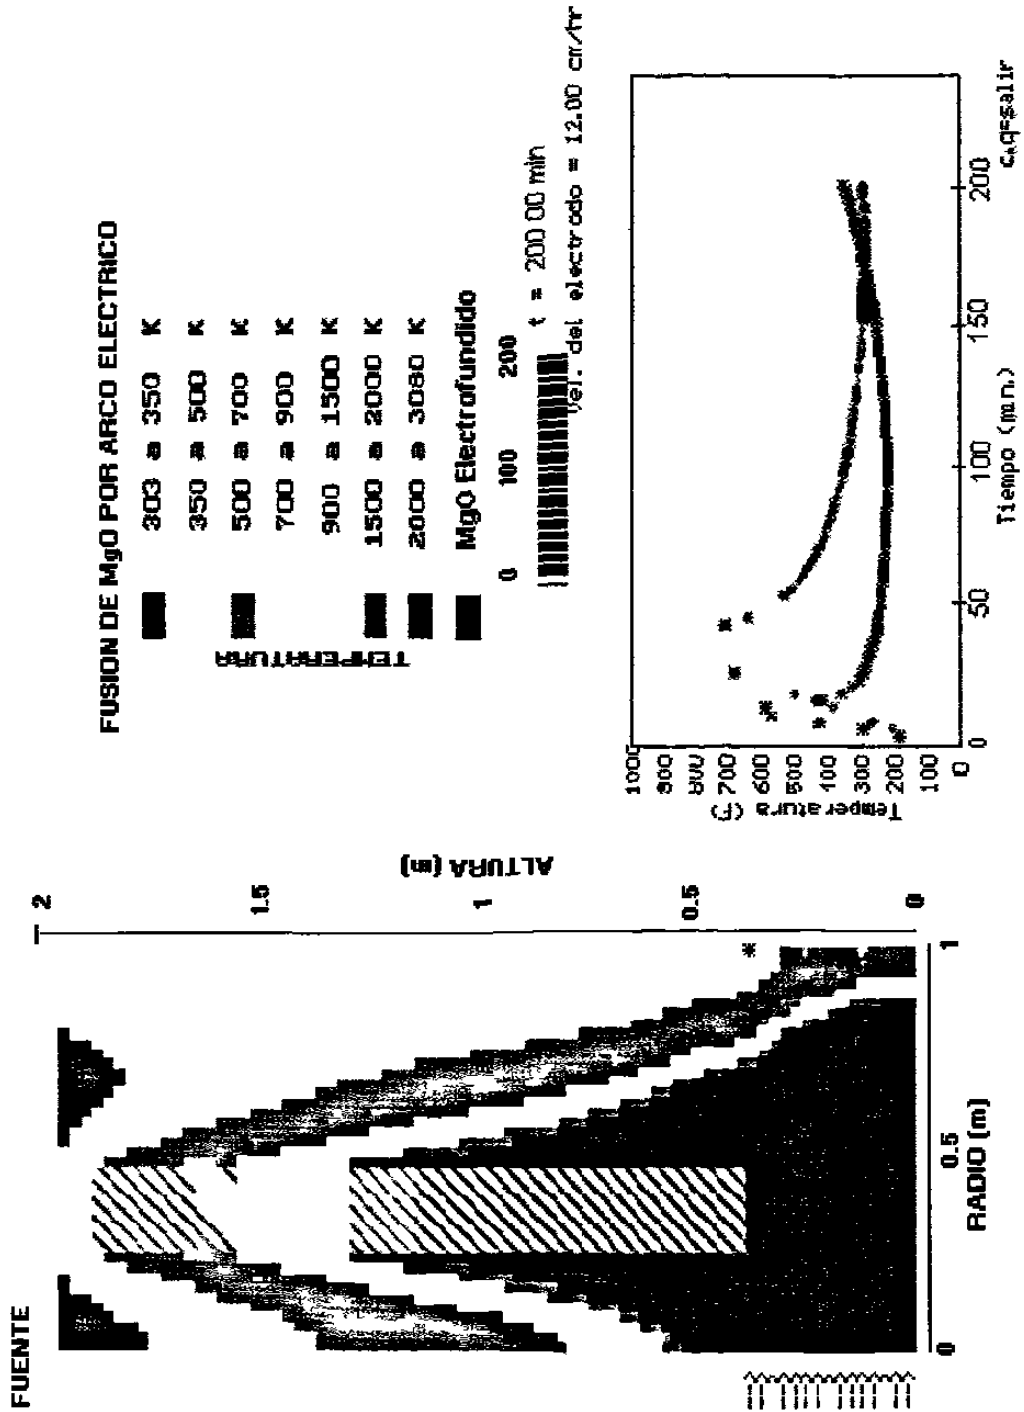 FUENTE
FUSION DE MgO POR ARCO ELECTRICO
TEMPERATURA
303 a 350 K
350 a 500 K
500 a 700 K
700 a 900 K
900 a 1500 K
1500 a 2000 K
2000 a 3080 K
MgO Electrofundido
0 100 200
t = 200 00 min
Vel. del electrodo = 12.00 cm/hr
2
1.5
1
0.5
0
ALTURA (m)
0 0.5 1
RADIO (m)
1000
900
800
700
600
500
400
300
200
100
0
Temperatura (F)
0 50 100 150 200
Tiempo (min.)
c,q=salir